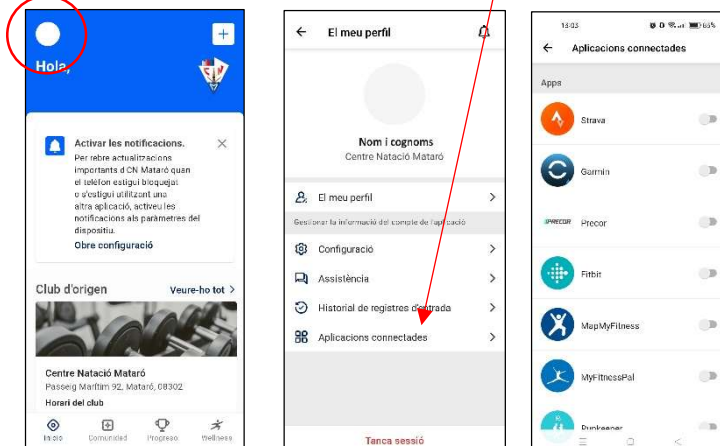 Hola,
Activar les notificacions.
Per rebre actualitzacions
importants d CN Mataró quan
el telèfon estigui bloquejat
o s'estigui utilitzant una
altra aplicació, activeu les
notificacions als paràmetres del
dispositiu.
Obre configuració
Club d'origen
Veure-ho tot >
Centre Natació Mataró
Passeig Marítim 92, Mataró, 08302
Horari del club
Inicio
Comunidad
Progreso
Wellness
El meu perfil
Nom i cognoms
Centre Natació Mataró
El meu perfil
Gestionar la informació del compte de l'aplicació
Configuració
Assistència
Historial de registres d'entrada
Aplicacions connectades
Tanca sessió
13:03
Aplicacions connectades
Apps
Strava
Garmin
PRECOR
Precor
Fitbit
MapMyFitness
MyFitnessPal
Runkeeper